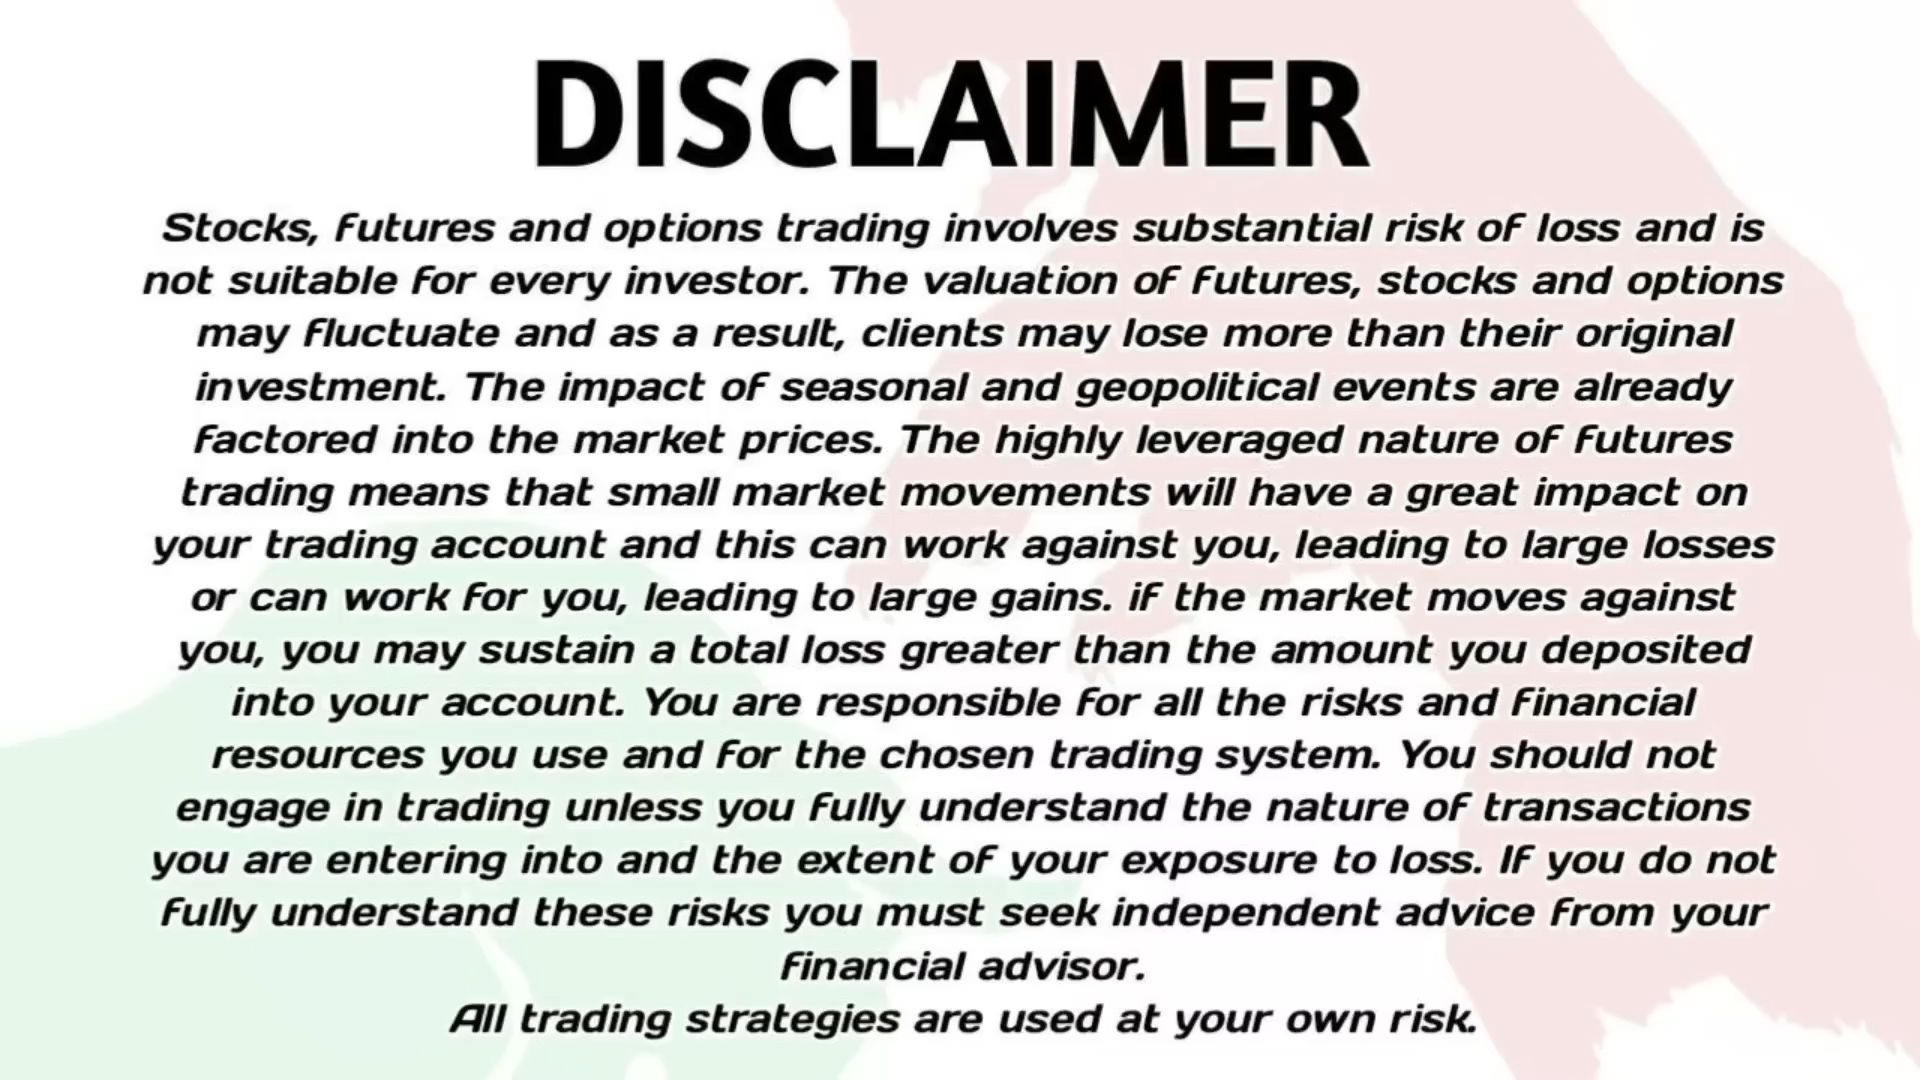 DISCLAIMER
Stocks, futures and options trading involves substantial risk of loss and is
not suitable for every investor. The valuation of futures, stocks and options
may fluctuate and as a result, clients may lose more than their original
investment. The impact of seasonal and geopolitical events are already
factored into the market prices. The highly leveraged nature of futures
trading means that small market movements will have a great impact on
your trading account and this can work against you, leading to large losses
or can work for you, leading to large gains. if the market moves against
you, you may sustain a total loss greater than the amount you deposited
into your account. You are responsible for all the risks and financial
resources you use and for the chosen trading system. You should not
engage in trading unless you fully understand the nature of transactions
you are entering into and the extent of your exposure to loss. If you do not
fully understand these risks you must seek independent advice from your
financial advisor.
All trading strategies are used at your own risk.